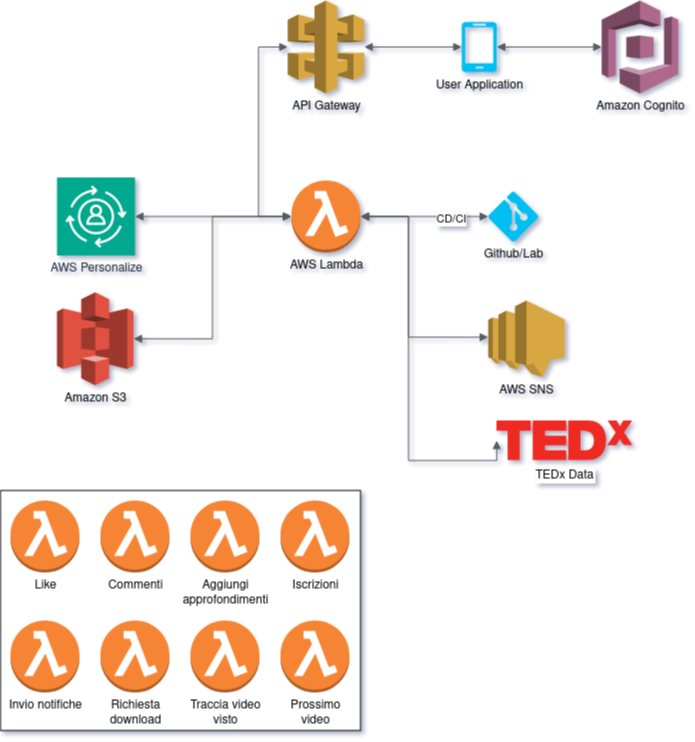 API Gateway
User Application
Amazon Cognito
AWS Personalize
AWS Lambda
CD/CI
Github/Lab
Amazon S3
AWS SNS
TEDx
TEDx Data
Like
Commenti
Aggiungi
approfondimenti
Iscrizioni
Invio notifiche
Richiesta
download
Traccia video
visto
Prossimo
video